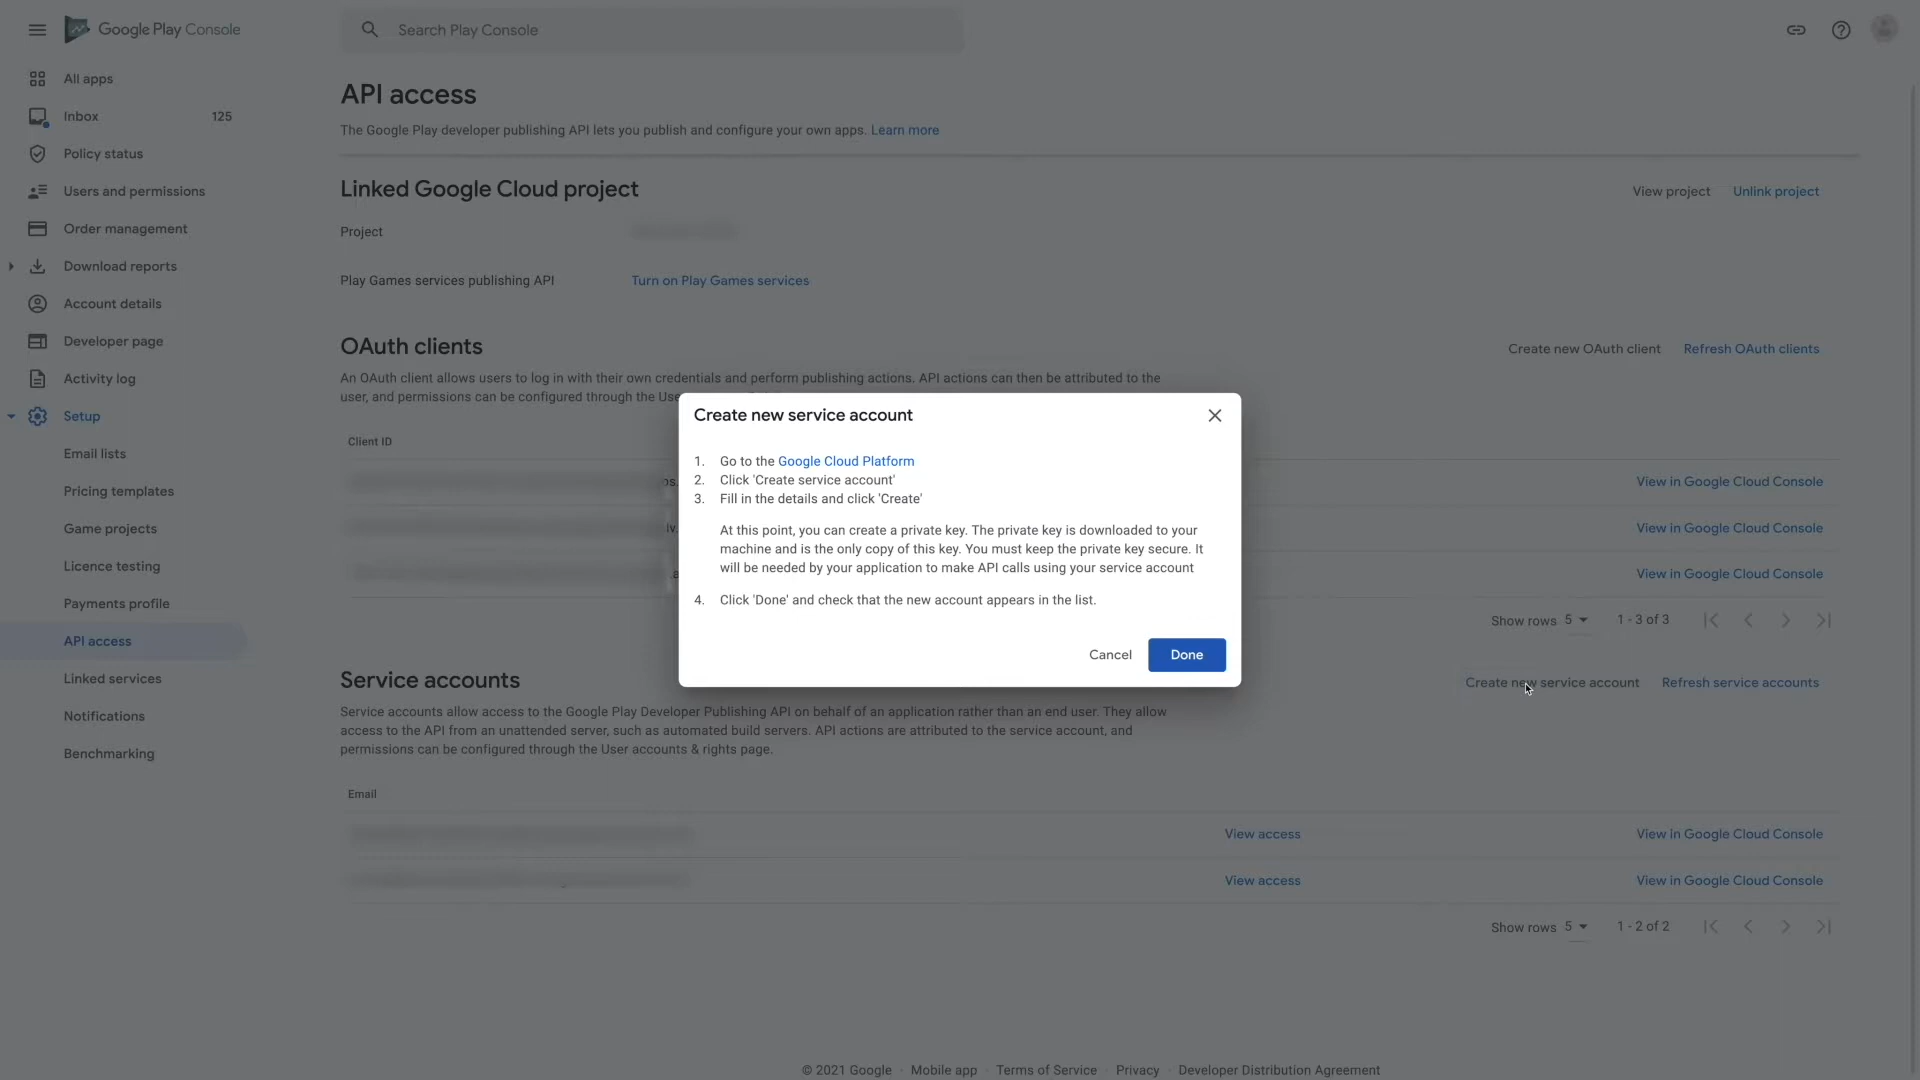 Google Play Console
Search Play Console
All apps
Inbox 125
Policy status
Users and permissions
Order management
Download reports
Account details
Developer page
Activity log
Setup
Email lists
Pricing templates
Game projects
Licence testing
Payments profile
API access
Linked services
Notifications
Benchmarking
API access
The Google Play developer publishing API lets you publish and configure your own apps. Learn more
Linked Google Cloud project
View project Unlink project
Project
Play Games services publishing API Turn on Play Games services
OAuth clients
Create new OAuth client Refresh OAuth clients
An OAuth client allows users to log in with their own credentials and perform publishing actions. API actions can then be attributed to the
user, and permissions can be configured through the
Client ID
View in Google Cloud Console
View in Google Cloud Console
View in Google Cloud Console
Show rows 5 1 - 3 of 3
Create new service account
1. Go to the Google Cloud Platform
2. Click 'Create service account'
3. Fill in the details and click 'Create'
At this point, you can create a private key. The private key is downloaded to your
machine and is the only copy of this key. You must keep the private key secure. It
will be needed by your application to make API calls using your service account
4. Click 'Done' and check that the new account appears in the list.
Cancel Done
Service accounts
Create new service account Refresh service accounts
Service accounts allow access to the Google Play Developer Publishing API on behalf of an application rather than an end user. They allow
access to the API from an unattended server, such as automated build servers. API actions are attributed to the service account, and
permissions can be configured through the User accounts & rights page.
Email
View access View in Google Cloud Console
View access View in Google Cloud Console
Show rows 5 1 - 2 of 2
© 2021 Google · Mobile app · Terms of Service · Privacy · Developer Distribution Agreement